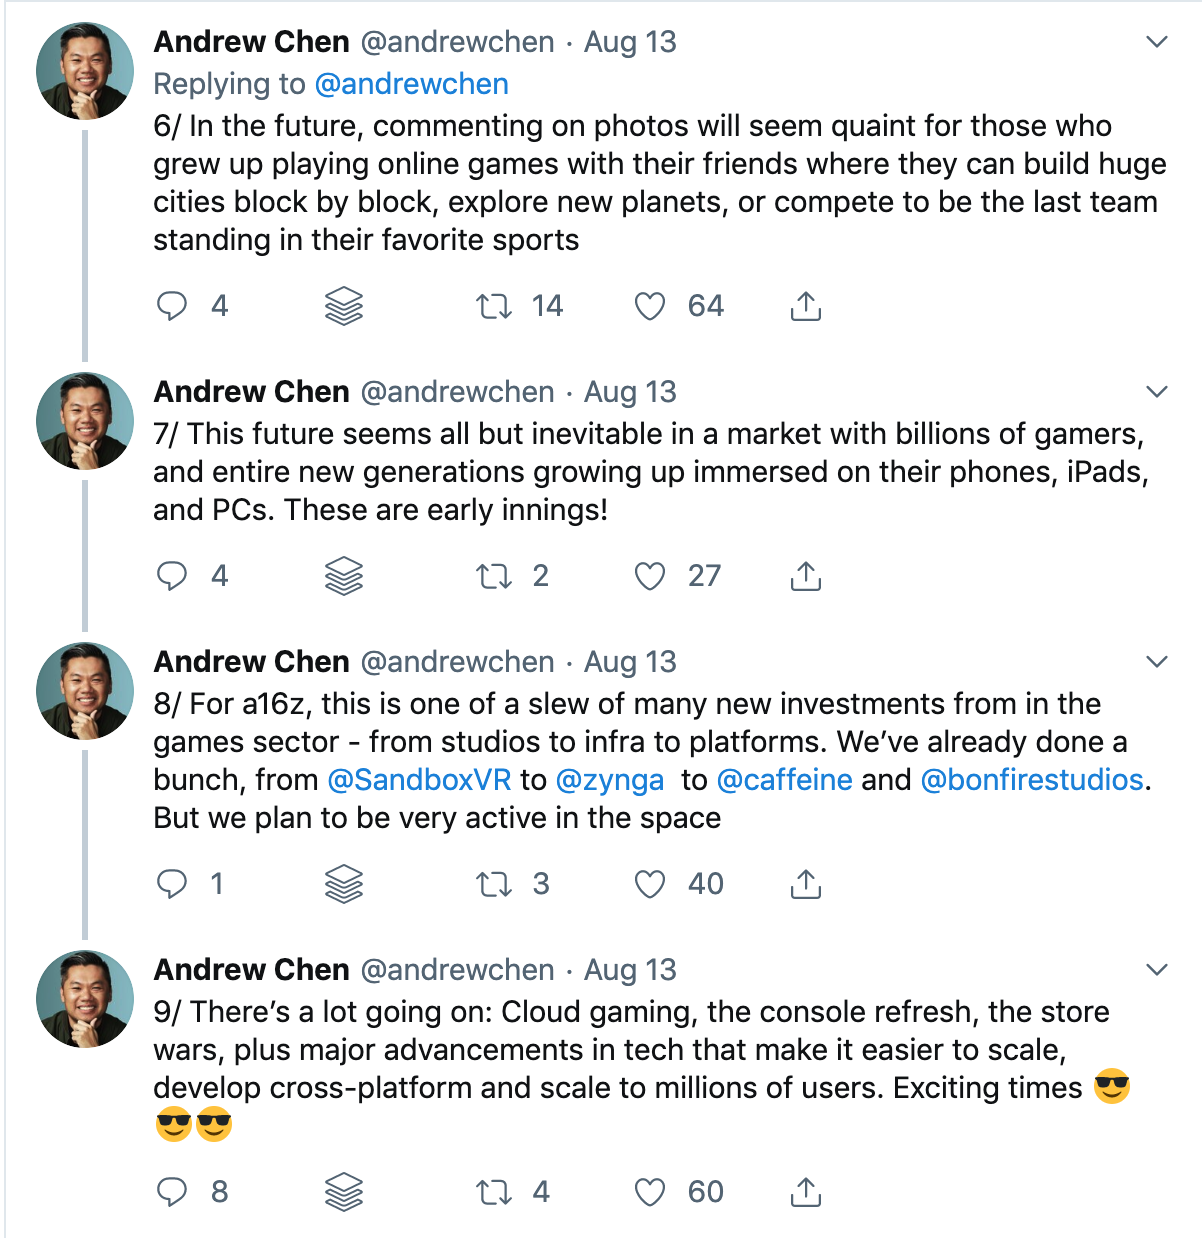 Andrew Chen @andrewchen · Aug 13
Replying to @andrewchen
6/ In the future, commenting on photos will seem quaint for those who
grew up playing online games with their friends where they can build huge
cities block by block, explore new planets, or compete to be the last team
standing in their favorite sports
4 14 64
Andrew Chen @andrewchen · Aug 13
7/ This future seems all but inevitable in a market with billions of gamers,
and entire new generations growing up immersed on their phones, iPads,
and PCs. These are early innings!
4 2 27
Andrew Chen @andrewchen · Aug 13
8/ For a16z, this is one of a slew of many new investments from in the
games sector - from studios to infra to platforms. We’ve already done a
bunch, from @SandboxVR to @zynga  to @caffeine and @bonfirestudios.
But we plan to be very active in the space
1 3 40
Andrew Chen @andrewchen · Aug 13
9/ There’s a lot going on: Cloud gaming, the console refresh, the store
wars, plus major advancements in tech that make it easier to scale,
develop cross-platform and scale to millions of users. Exciting times 😎
😎😎
8 4 60